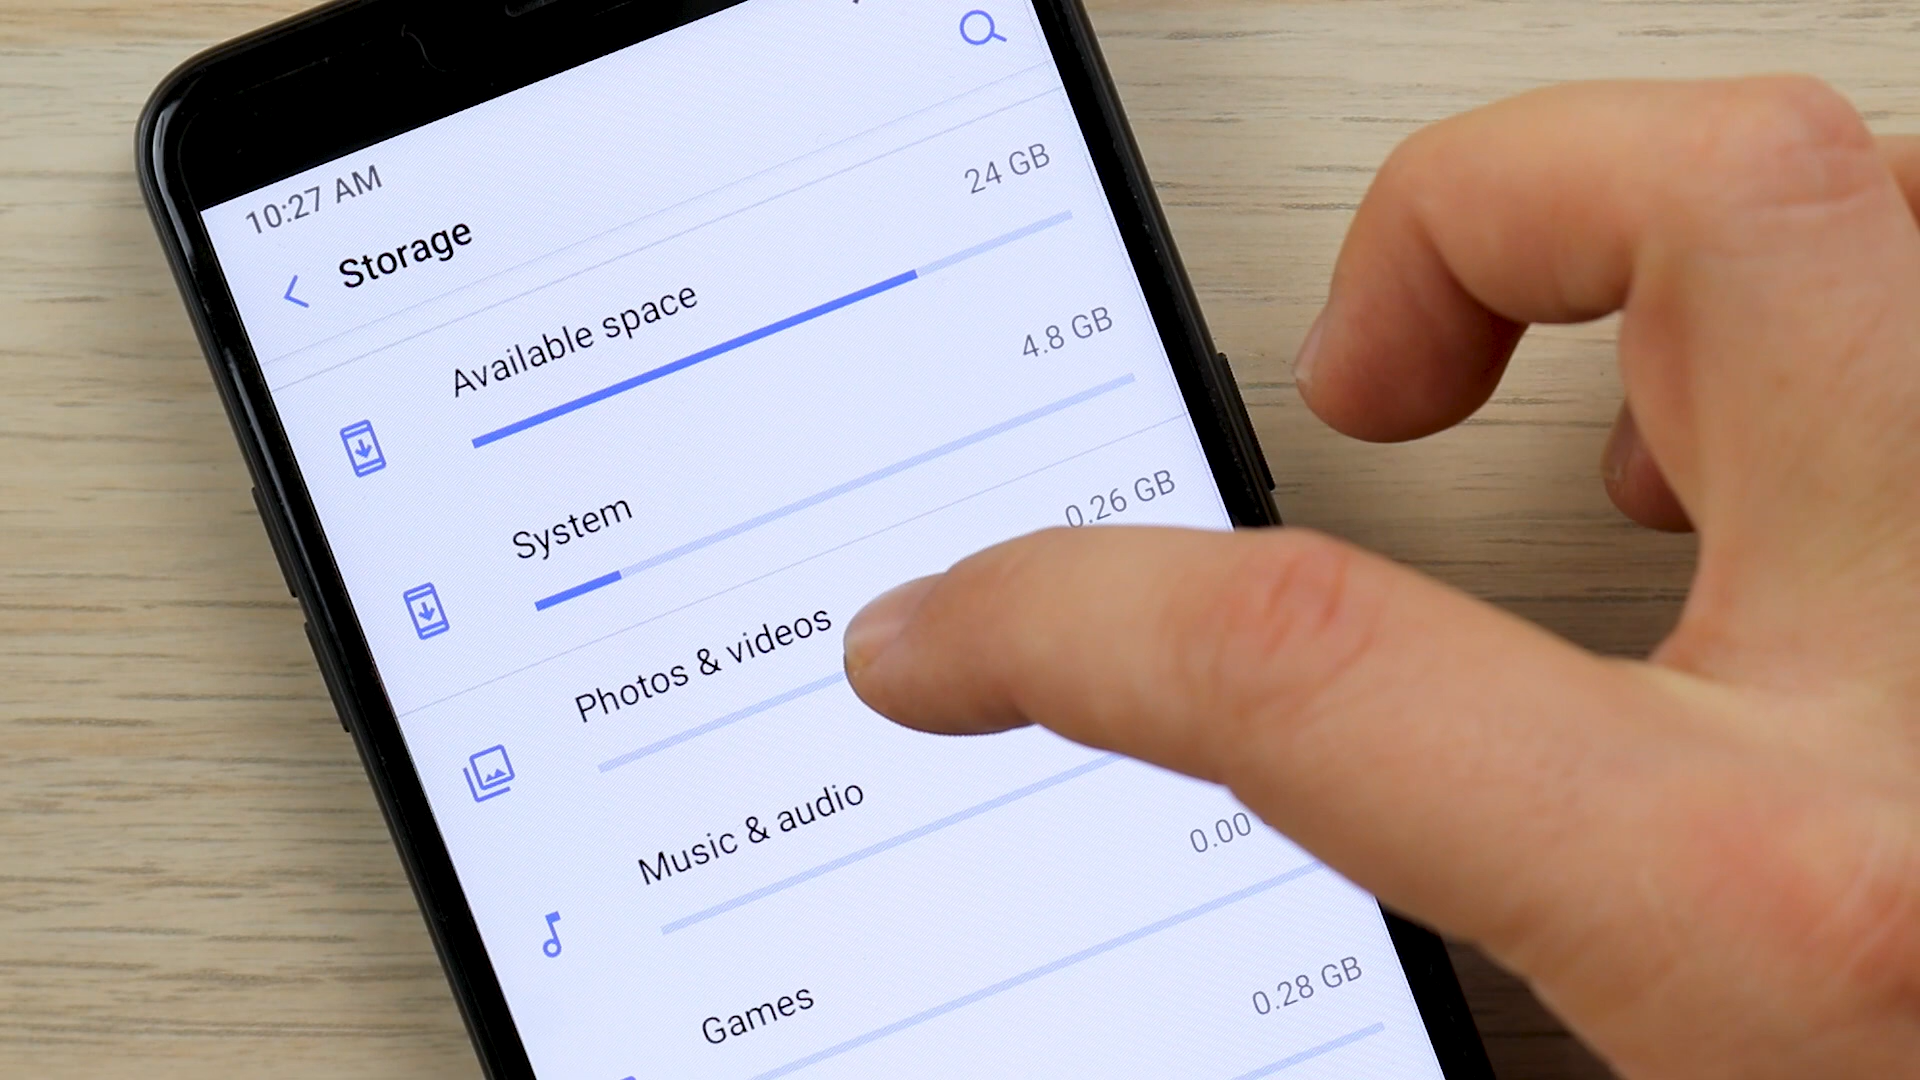 10:27 AM
Storage
Available space 24 GB
System 4.8 GB
Photos & videos 0.26 GB
Music & audio
Games 0.00
0.28 GB